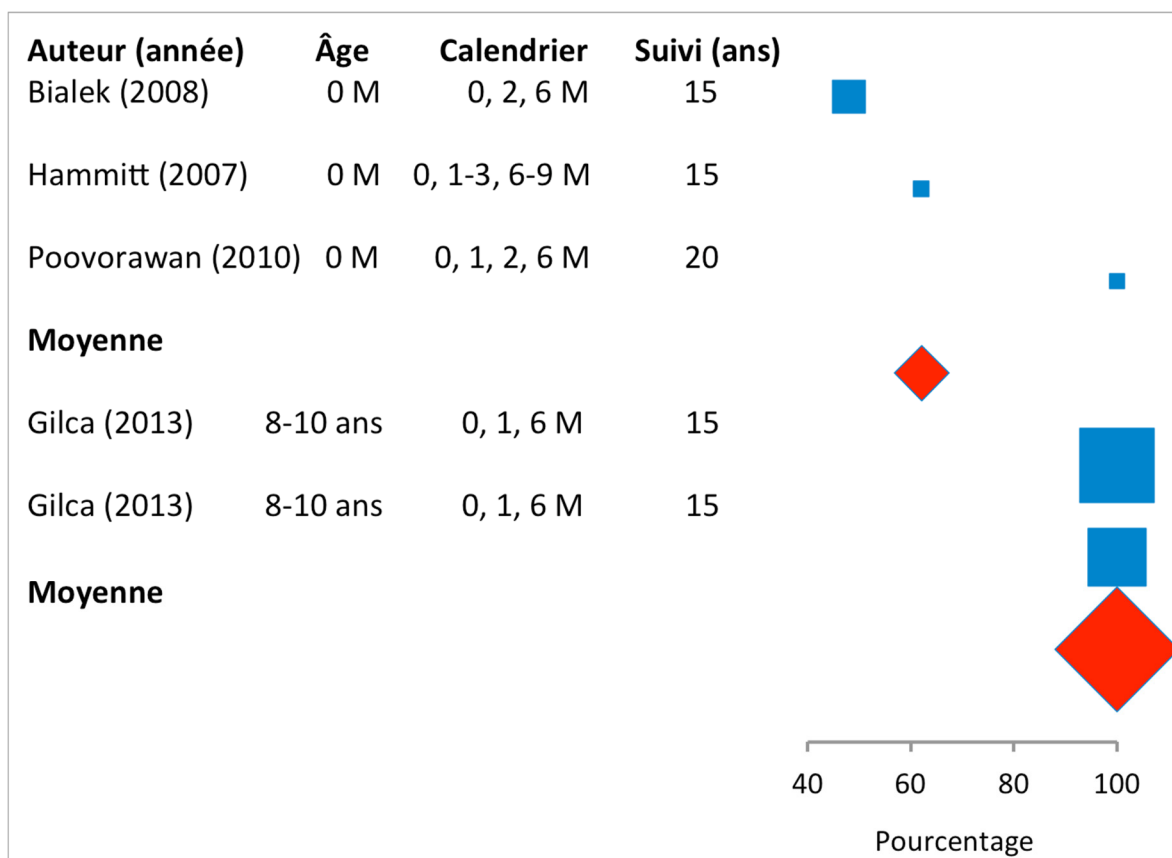 Auteur (année) Âge Calendrier Suivi (ans)
Bialek (2008) 0 M 0, 2, 6 M 15
Hammitt (2007) 0 M 0, 1-3, 6-9 M 15
Poovorawan (2010) 0 M 0, 1, 2, 6 M 20
Moyenne
Gilca (2013) 8-10 ans 0, 1, 6 M 15
Gilca (2013) 8-10 ans 0, 1, 6 M 15
Moyenne
40 60 80 100
Pourcentage